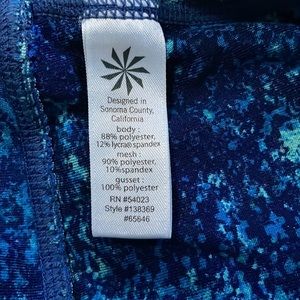 Designed in
Sonoma County,
California
body :
88% polyester,
12% lycra®spandex
mesh :
90% polyester,
10%spandex
gusset :
100% polyester
RN #54023
Style #138369
#65646